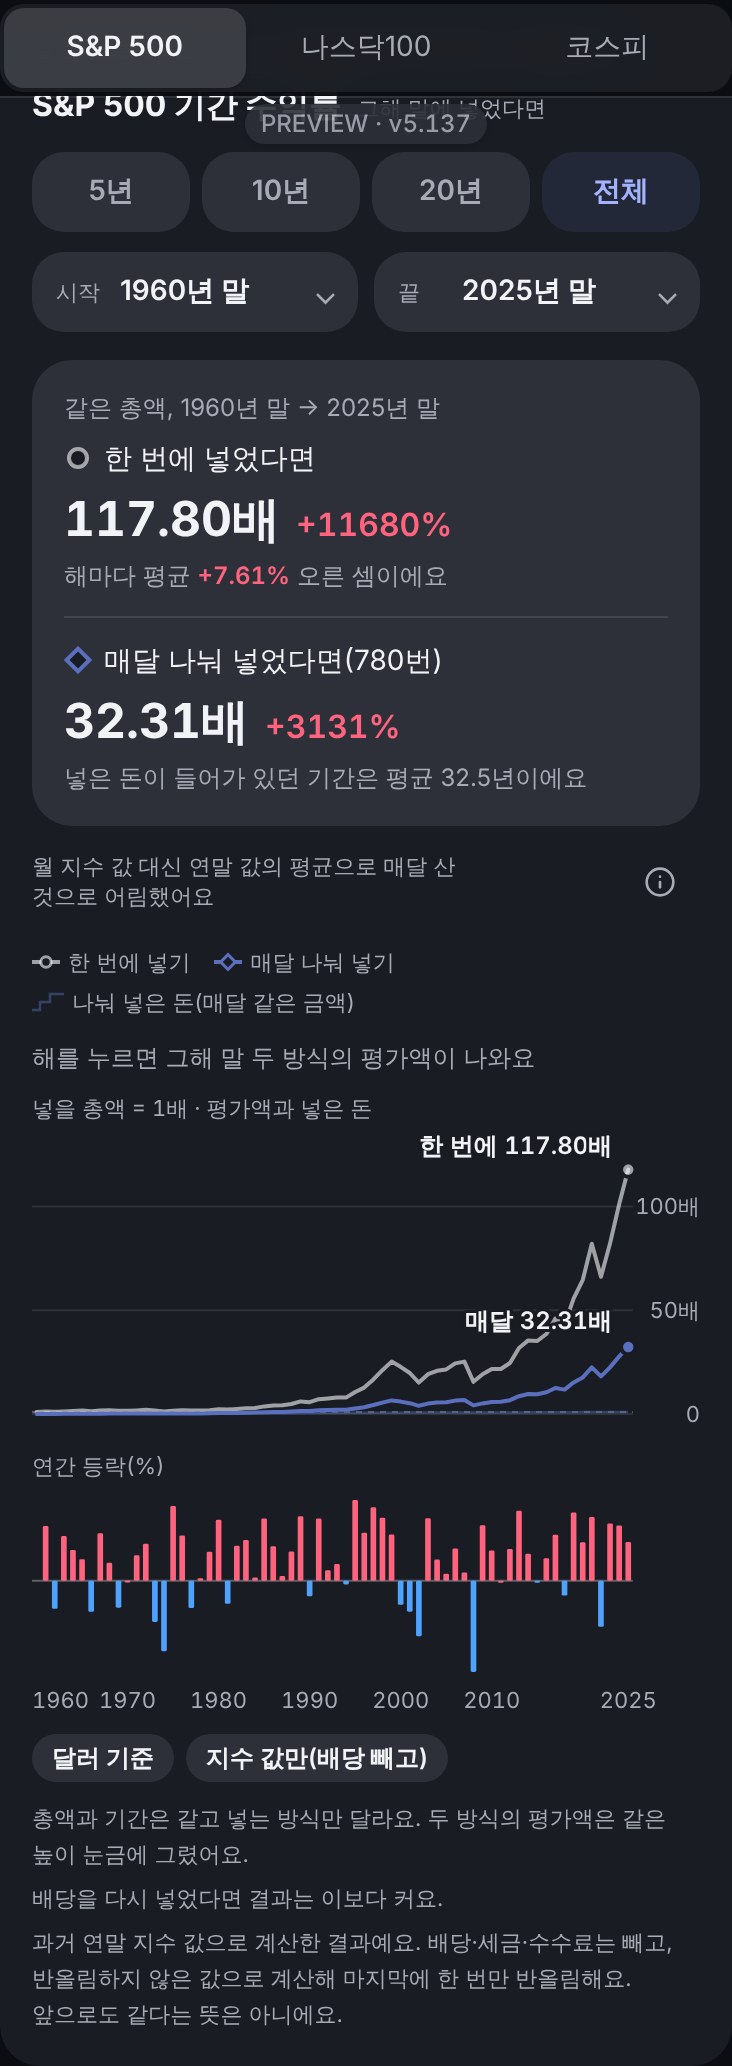 S&P 500
나스닥100
코스피
S&P 500 기간 수익률 그해 말에 넣었다면
PREVIEW · v5.137
5년
10년
20년
전체
시작 1960년 말
끝 2025년 말
같은 총액, 1960년 말 → 2025년 말
한 번에 넣었다면
117.80배 +11680%
해마다 평균 +7.61% 오른 셈이에요
매달 나눠 넣었다면(780번)
32.31배 +3131%
넣은 돈이 들어가 있던 기간은 평균 32.5년이에요
월 지수 값 대신 연말 값의 평균으로 매달 산
것으로 어림했어요
한 번에 넣기
매달 나눠 넣기
나눠 넣은 돈(매달 같은 금액)
해를 누르면 그해 말 두 방식의 평가액이 나와요
넣을 총액 = 1배 · 평가액과 넣은 돈
한 번에 117.80배
100배
50배
매달 32.31배
0
연간 등락(%)
1960 1970 1980 1990 2000 2010 2025
달러 기준
지수 값만(배당 빼고)
총액과 기간은 같고 넣는 방식만 달라요. 두 방식의 평가액은 같은
높이 눈금에 그렸어요.
배당을 다시 넣었다면 결과는 이보다 커요.
과거 연말 지수 값으로 계산한 결과예요. 배당·세금·수수료는 빼고,
반올림하지 않은 값으로 계산해 마지막에 한 번만 반올림해요.
앞으로도 같다는 뜻은 아니에요.